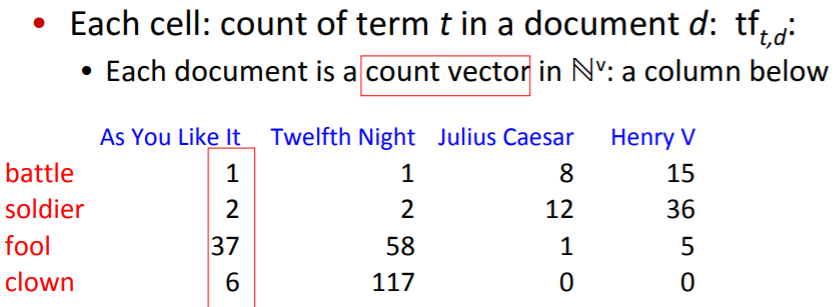 • Each cell: count of term t in a document d: tf t,d:
• Each document is a count vector in ℕᵛ: a column below
As You Like It Twelfth Night Julius Caesar Henry V
battle 1 1 8 15
soldier 2 2 12 36
fool 37 58 1 5
clown 6 117 0 0